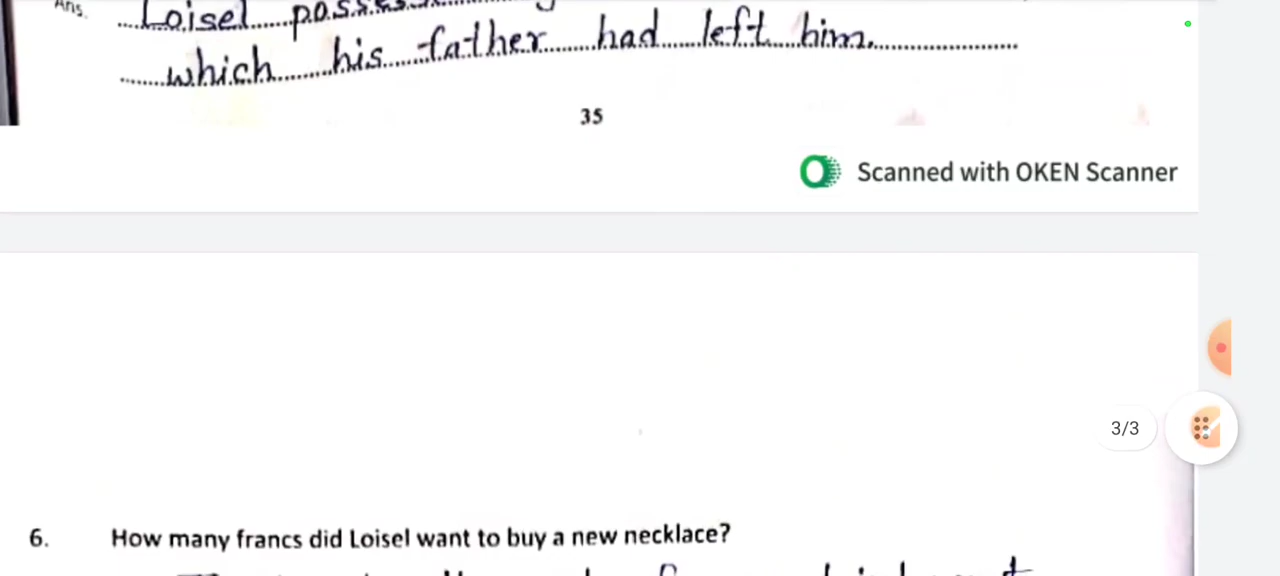 Ans. Loisel
which his father had left him.
35
Scanned with OKEN Scanner
3/3
6. How many francs did Loisel want to buy a new necklace?